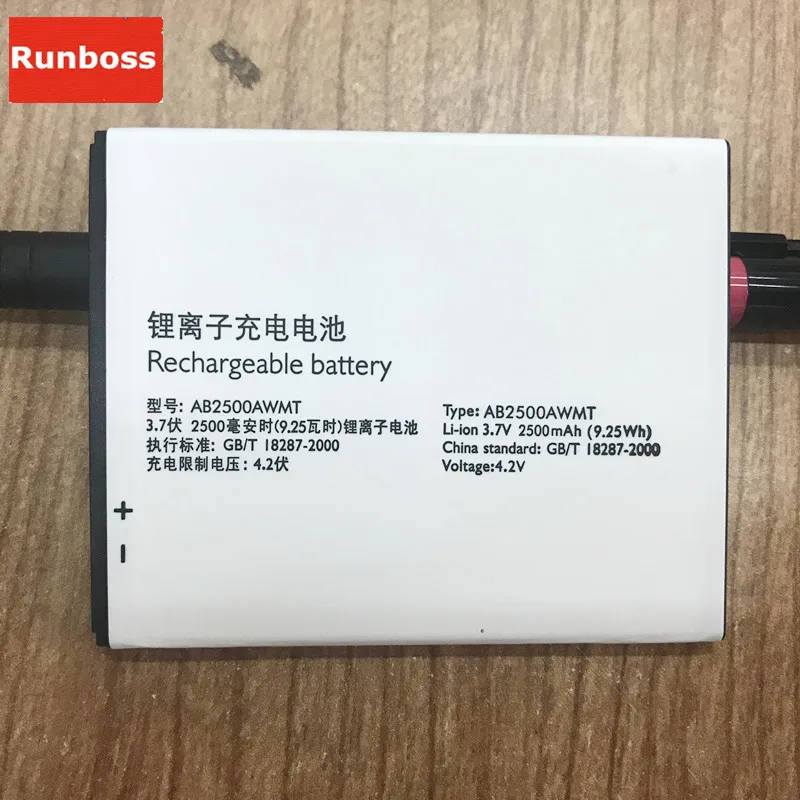 Runboss
锂离子充电电池
Rechargeable battery
型号: AB2500AWMT
3.7伏 2500毫安时(9.25瓦时)锂离子电池
执行标准: GB/T 18287-2000
充电限制电压: 4.2伏
Type: AB2500AWMT
Li-ion 3.7V 2500mAh (9.25Wh)
China standard: GB/T 18287-2000
Voltage:4.2V
+
-